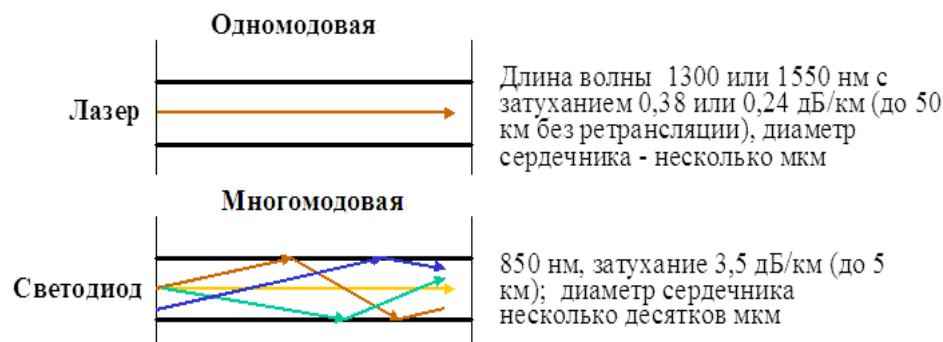 Одномодовая
Лазер
Длина волны 1300 или 1550 нм с
затуханием 0,38 или 0,24 дБ/км (до 50
км без ретрансляции), диаметр
сердечника - несколько мкм
Многомодовая
Светодиод
850 нм, затухание 3,5 дБ/км (до 5
км); диаметр сердечника
несколько десятков мкм